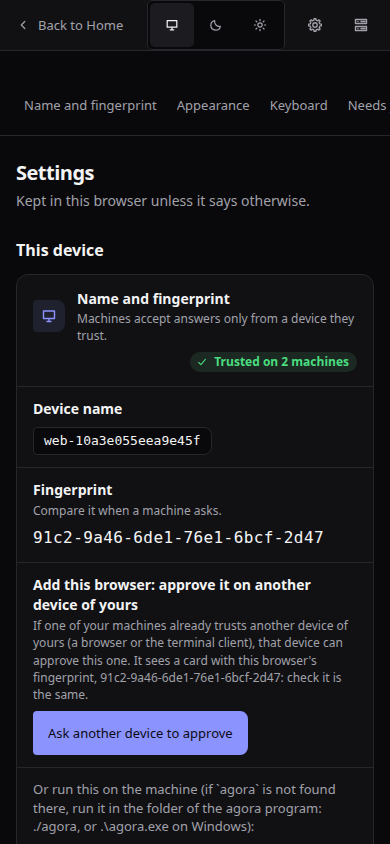 Back to Home
Name and fingerprint Appearance Keyboard Needs
Settings
Kept in this browser unless it says otherwise.
This device
Name and fingerprint
Machines accept answers only from a device they
trust.
Trusted on 2 machines
Device name
web-10a3e055eea9e45f
Fingerprint
Compare it when a machine asks.
91c2-9a46-6de1-76e1-6bcf-2d47
Add this browser: approve it on another
device of yours
If one of your machines already trusts another device of
yours (a browser or the terminal client), that device can
approve this one. It sees a card with this browser's
fingerprint, 91c2-9a46-6de1-76e1-6bcf-2d47: check it is
the same.
Ask another device to approve
Or run this on the machine (if `agora` is not found
there, run it in the folder of the agora program:
./agora, or .\agora.exe on Windows):